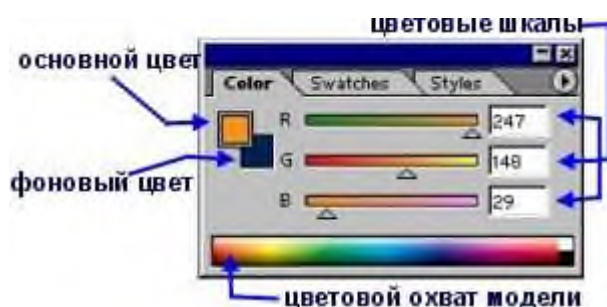 цветовые шкалы
основной цвет
Color Swatches Styles
R 247
фоновый цвет
G 148
B 29
цветовой охват модели